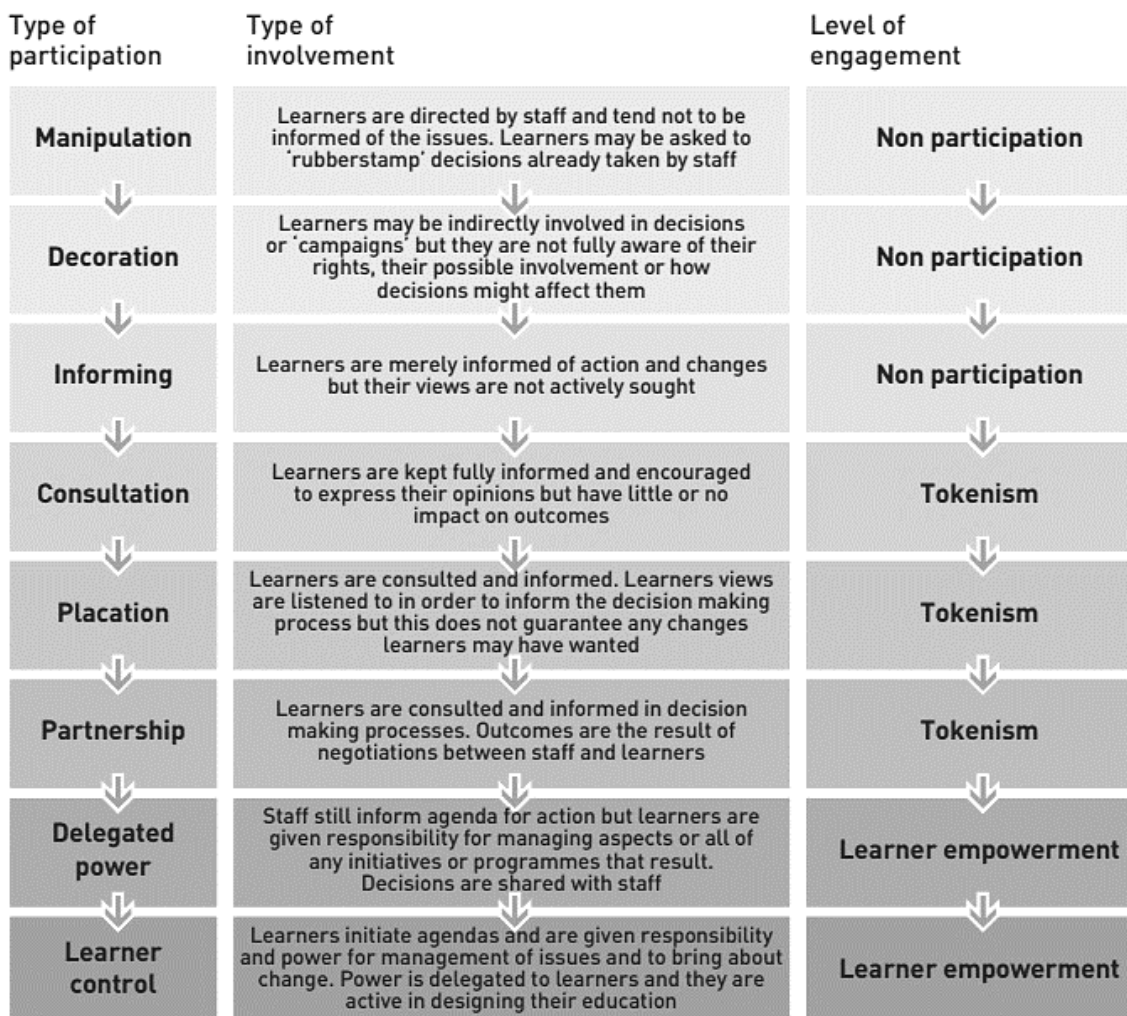 Type of
participation
Type of
involvement
Level of
engagement
Manipulation
Learners are directed by staff and tend not to be
informed of the issues. Learners may be asked to
‘rubberstamp’ decisions already taken by staff
Non participation
Decoration
Learners may be indirectly involved in decisions
or ‘campaigns’ but they are not fully aware of their
rights, their possible involvement or how
decisions might affect them
Non participation
Informing
Learners are merely informed of action and changes
but their views are not actively sought
Non participation
Consultation
Learners are kept fully informed and encouraged
to express their opinions but have little or no
impact on outcomes
Tokenism
Placation
Learners are consulted and informed. Learners views
are listened to in order to inform the decision making
process but this does not guarantee any changes
learners may have wanted
Tokenism
Partnership
Learners are consulted and informed in decision
making processes. Outcomes are the result of
negotiations between staff and learners
Tokenism
Delegated
power
Staff still inform agenda for action but learners are
given responsibility for managing aspects or all of
any initiatives or programmes that result.
Decisions are shared with staff
Learner empowerment
Learner
control
Learners initiate agendas and are given responsibility
and power for management of issues and to bring about
change. Power is delegated to learners and they are
active in designing their education
Learner empowerment